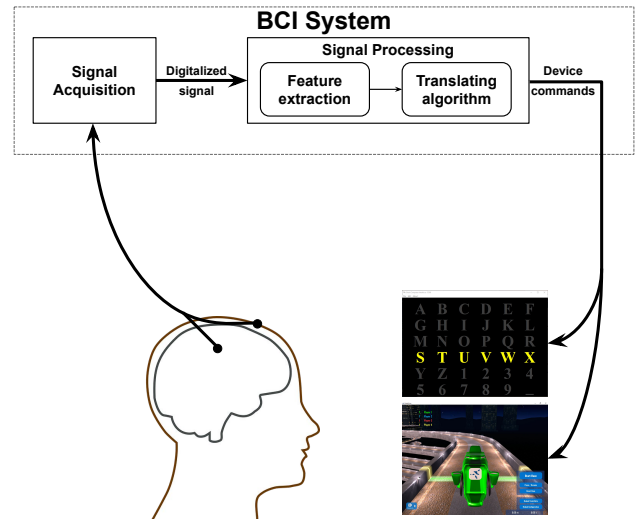 BCI System
Signal Processing
Signal
Acquisition
Digitalized
signal
Feature
extraction
Translating
algorithm
Device
commands
A B C D E F
G H I J K L
M N O P Q R
S T U V W X
Y Z 1 2 3 4
5 6 7 8 9 _